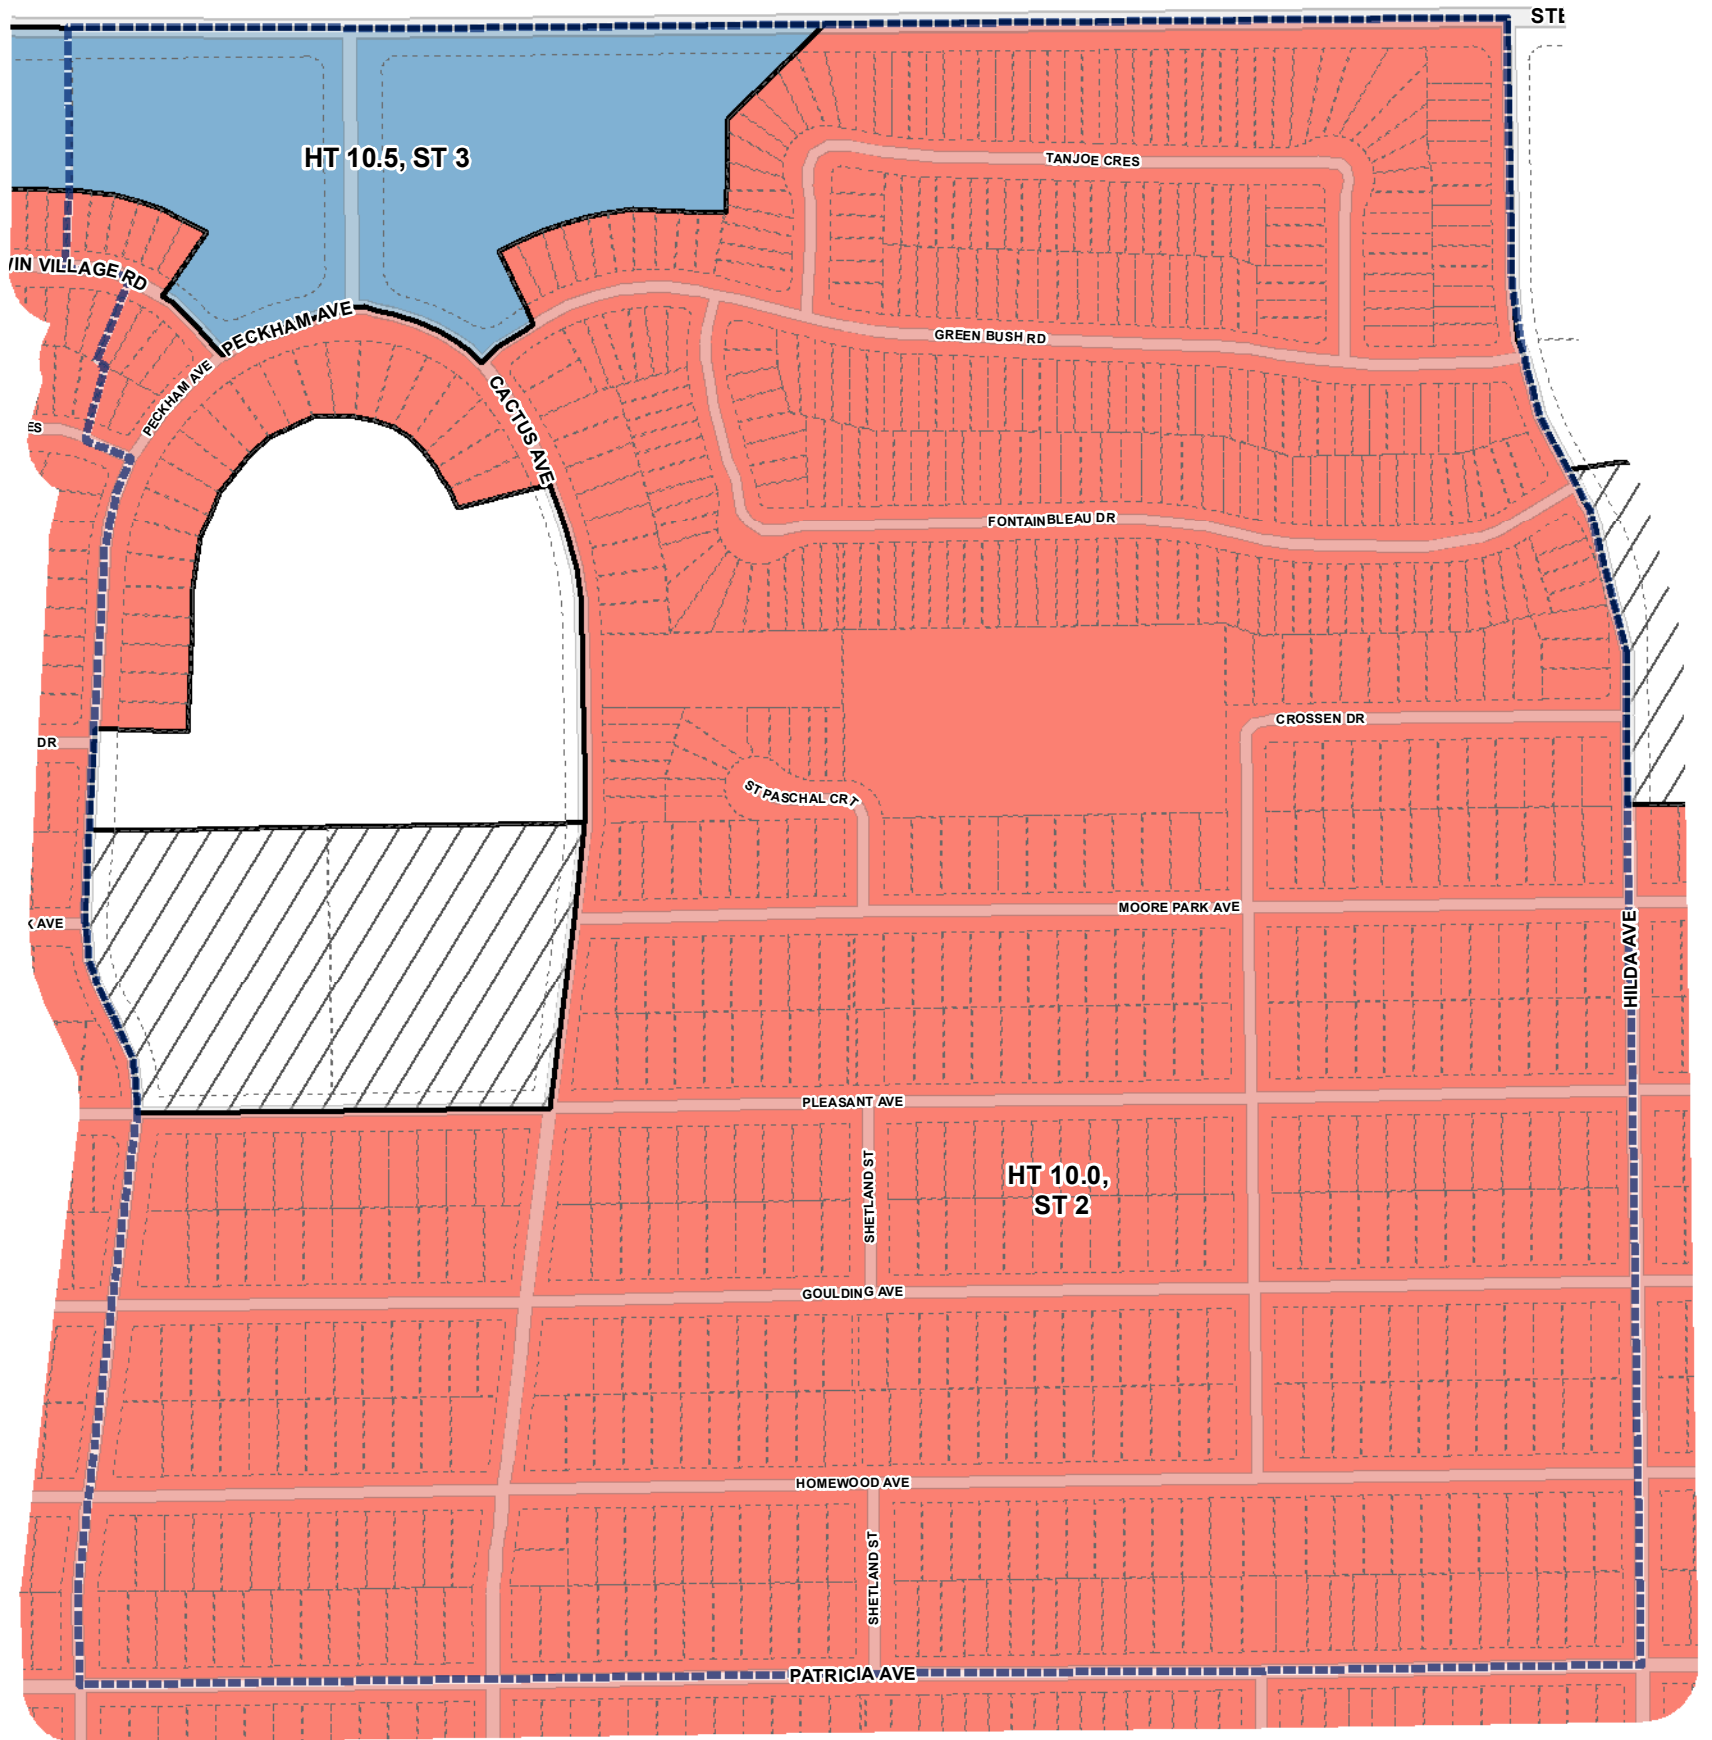 STE
HT 10.5, ST 3
TANJOE CRES
VIN VILLAGE RD
PECKHAM AVE
GREEN BUSH RD
PECKHAM AVE
CACTUS AVE
ES
FONTAINBLEAU DR
CROSSEN DR
DR
ST PASCHAL CRT
MOORE PARK AVE
K AVE
HILDA AVE
PLEASANT AVE
SHETLAND ST
HT 10.0,
ST 2
GOULDING AVE
HOMEWOOD AVE
SHETLAND ST
PATRICIA AVE